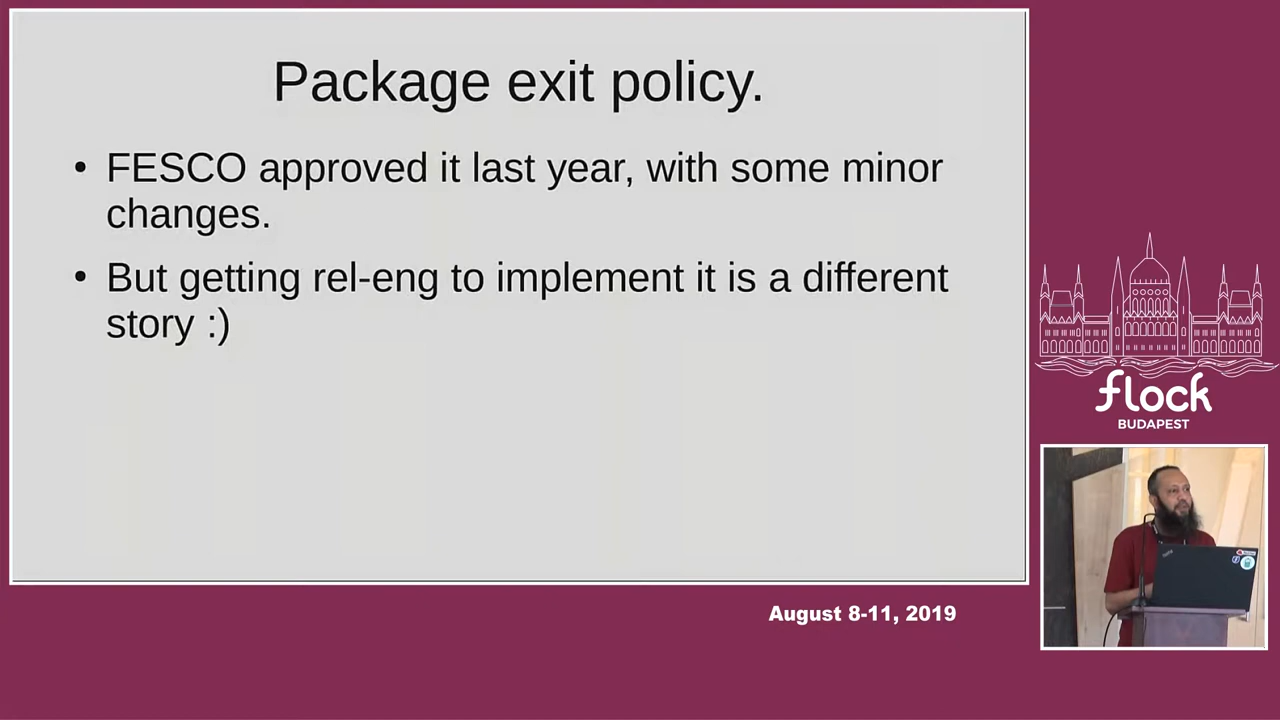 Package exit policy.
• FESCO approved it last year, with some minor
changes.
• But getting rel-eng to implement it is a different
story :)
flock
BUDAPEST
August 8-11, 2019